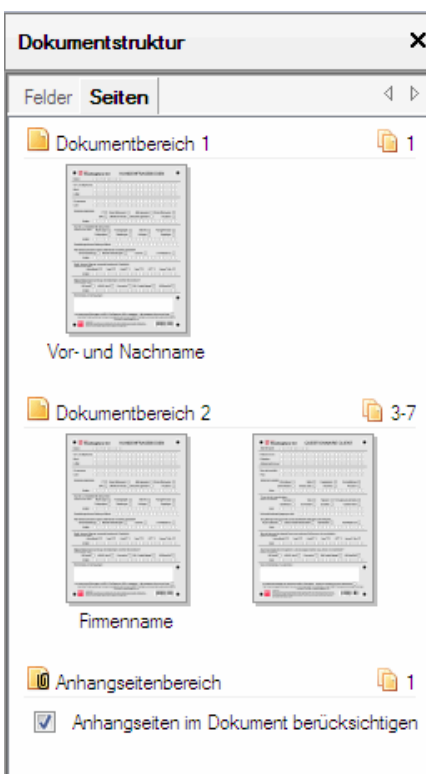 Dokumentstruktur
Felder Seiten
Dokumentbereich 1 1
Vor- und Nachname
Dokumentbereich 2 3-7
Firmenname
Anhangseitenbereich 1
Anhangseiten im Dokument berücksichtigen